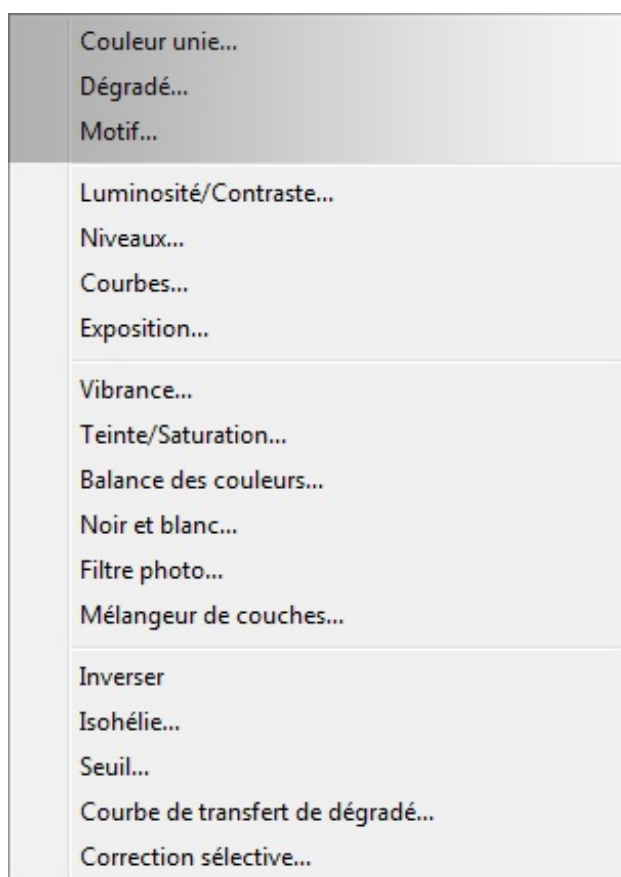 Couleur unie...
Dégradé...
Motif...
Luminosité/Contraste...
Niveaux...
Courbes...
Exposition...
Vibrance...
Teinte/Saturation...
Balance des couleurs...
Noir et blanc...
Filtre photo...
Mélangeur de couches...
Inverser
Isohélie...
Seuil...
Courbe de transfert de dégradé...
Correction sélective...